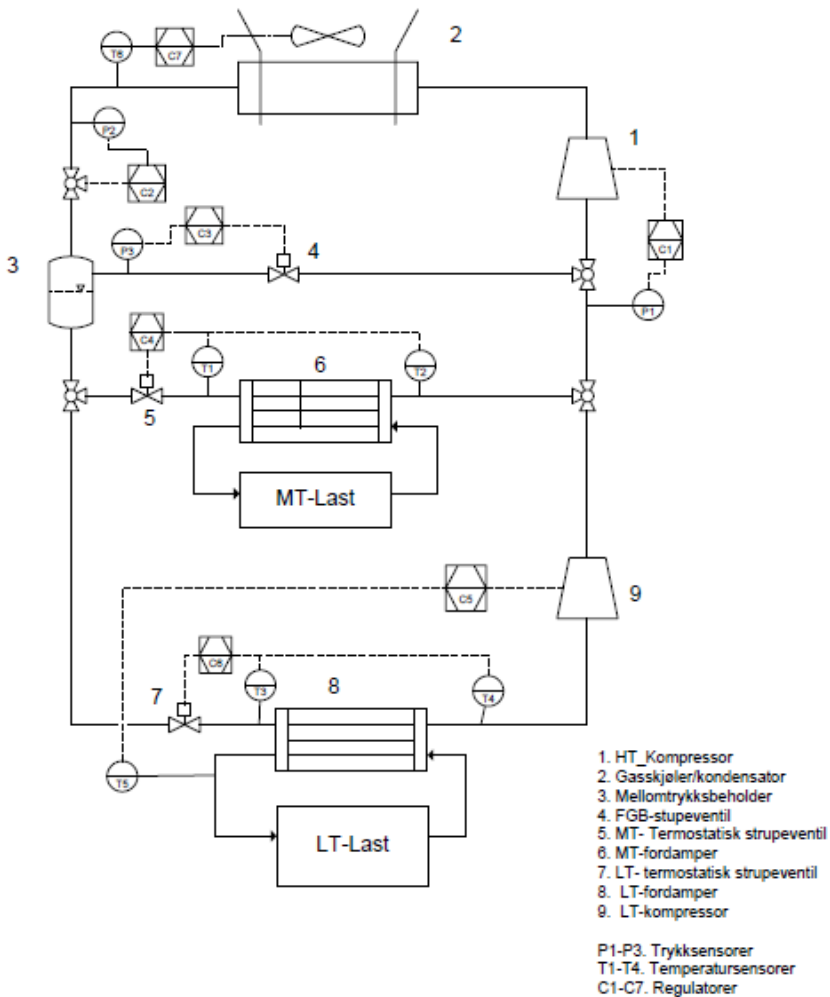 2
T6
C7
1
P2
C2
C1
P3
C3
4
3
P1
C4
T1
6
T2
5
MT-Last
C5
9
C6
7
T3
8
T4
T5
LT-Last
1. HT_Kompressor
2. Gasskjøler/kondensator
3. Mellomtrykksbeholder
4. FGB-stupeventil
5. MT- Termostatisk strupeventil
6. MT-fordamper
7. LT- termostatisk strupeventil
8. LT-fordamper
9. LT-kompressor
P1-P3. Trykksensorer
T1-T4. Temperatursensorer
C1-C7. Regulatorer